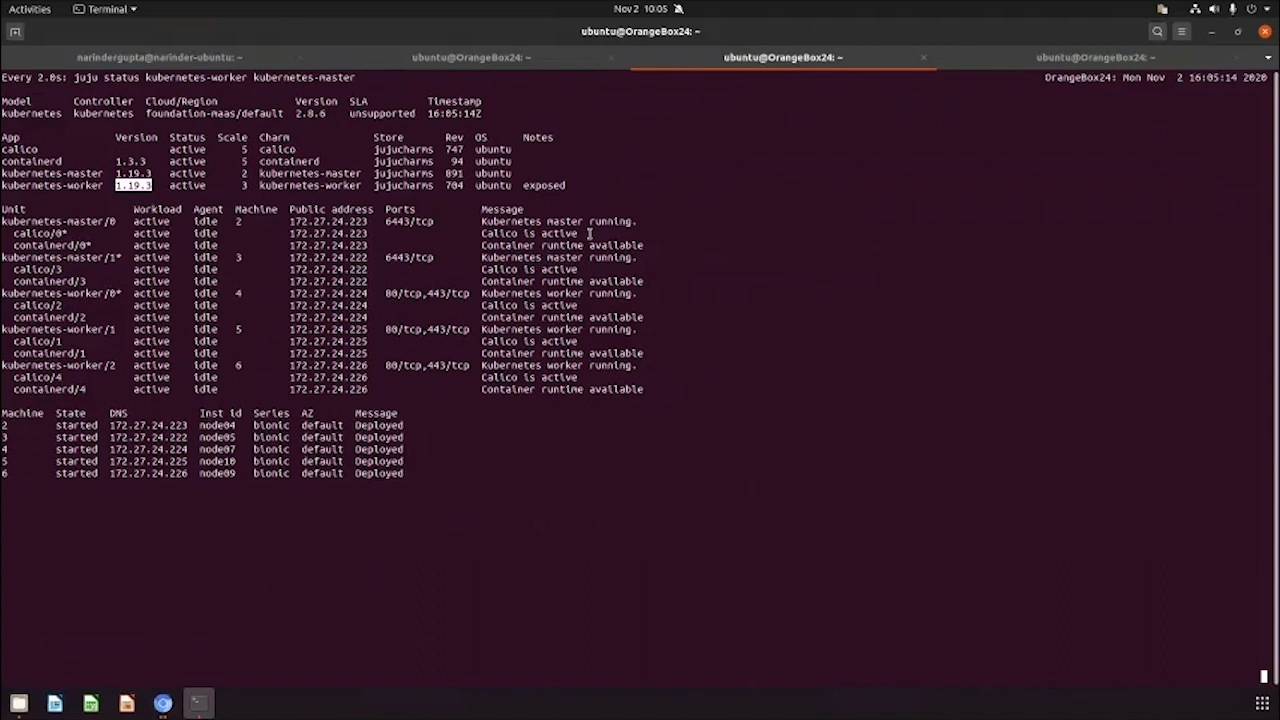 Activities Terminal Nov 2 10:05
ubuntu@OrangeBox24: ~
narindergupta@narinder-ubuntu: ~ ubuntu@OrangeBox24: ~ ubuntu@OrangeBox24: ~ ubuntu@OrangeBox24: ~
Every 2.0s: juju status kubernetes-worker kubernetes-master OrangeBox24: Mon Nov 2 16:05:14 2020
Model Controller Cloud/Region Version SLA Timestamp
kubernetes kubernetes foundation-maas/default 2.8.6 unsupported 16:05:14Z
App Version Status Scale Charm Store Rev OS Notes
calico active 5 calico jujucharms 747 ubuntu
containerd 1.3.3 active 5 containerd jujucharms 94 ubuntu
kubernetes-master 1.19.3 active 2 kubernetes-master jujucharms 891 ubuntu
kubernetes-worker 1.19.3 active 3 kubernetes-worker jujucharms 704 ubuntu exposed
Unit Workload Agent Machine Public address Ports Message
kubernetes-master/0 active idle 2 172.27.24.223 6443/tcp Kubernetes master running.
calico/0* active idle 172.27.24.223 Calico is active
containerd/0* active idle 172.27.24.223 Container runtime available
kubernetes-master/1* active idle 3 172.27.24.222 6443/tcp Kubernetes master running.
calico/3 active idle 172.27.24.222 Calico is active
containerd/3 active idle 172.27.24.222 Container runtime available
kubernetes-worker/0* active idle 4 172.27.24.224 80/tcp,443/tcp Kubernetes worker running.
calico/2 active idle 172.27.24.224 Calico is active
containerd/2 active idle 172.27.24.224 Container runtime available
kubernetes-worker/1 active idle 5 172.27.24.225 80/tcp,443/tcp Kubernetes worker running.
calico/1 active idle 172.27.24.225 Calico is active
containerd/1 active idle 172.27.24.225 Container runtime available
kubernetes-worker/2 active idle 6 172.27.24.226 80/tcp,443/tcp Kubernetes worker running.
calico/4 active idle 172.27.24.226 Calico is active
containerd/4 active idle 172.27.24.226 Container runtime available
Machine State DNS Inst id Series AZ Message
2 started 172.27.24.223 node04 bionic default Deployed
3 started 172.27.24.222 node05 bionic default Deployed
4 started 172.27.24.224 node07 bionic default Deployed
5 started 172.27.24.225 node10 bionic default Deployed
6 started 172.27.24.226 node09 bionic default Deployed